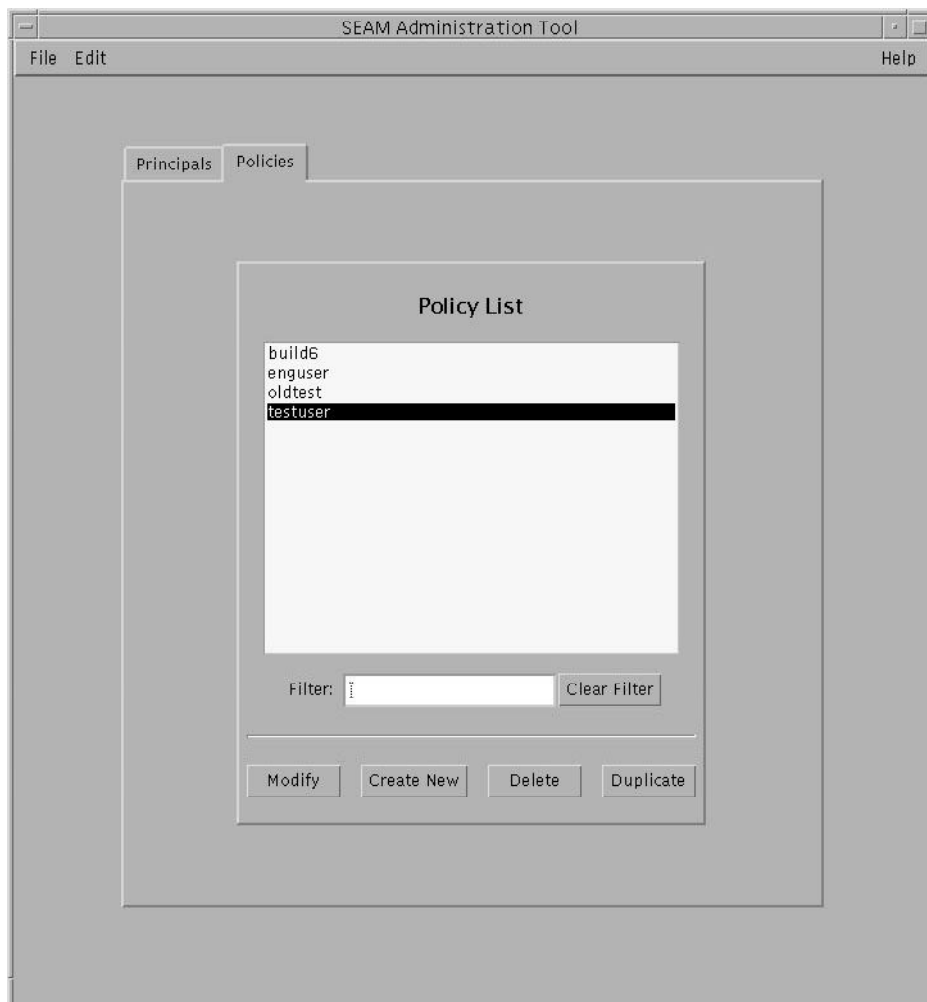 SEAM Administration Tool
File Edit Help
Principals Policies
Policy List
build6
enguser
oldtest
testuser
Filter: Clear Filter
Modify Create New Delete Duplicate